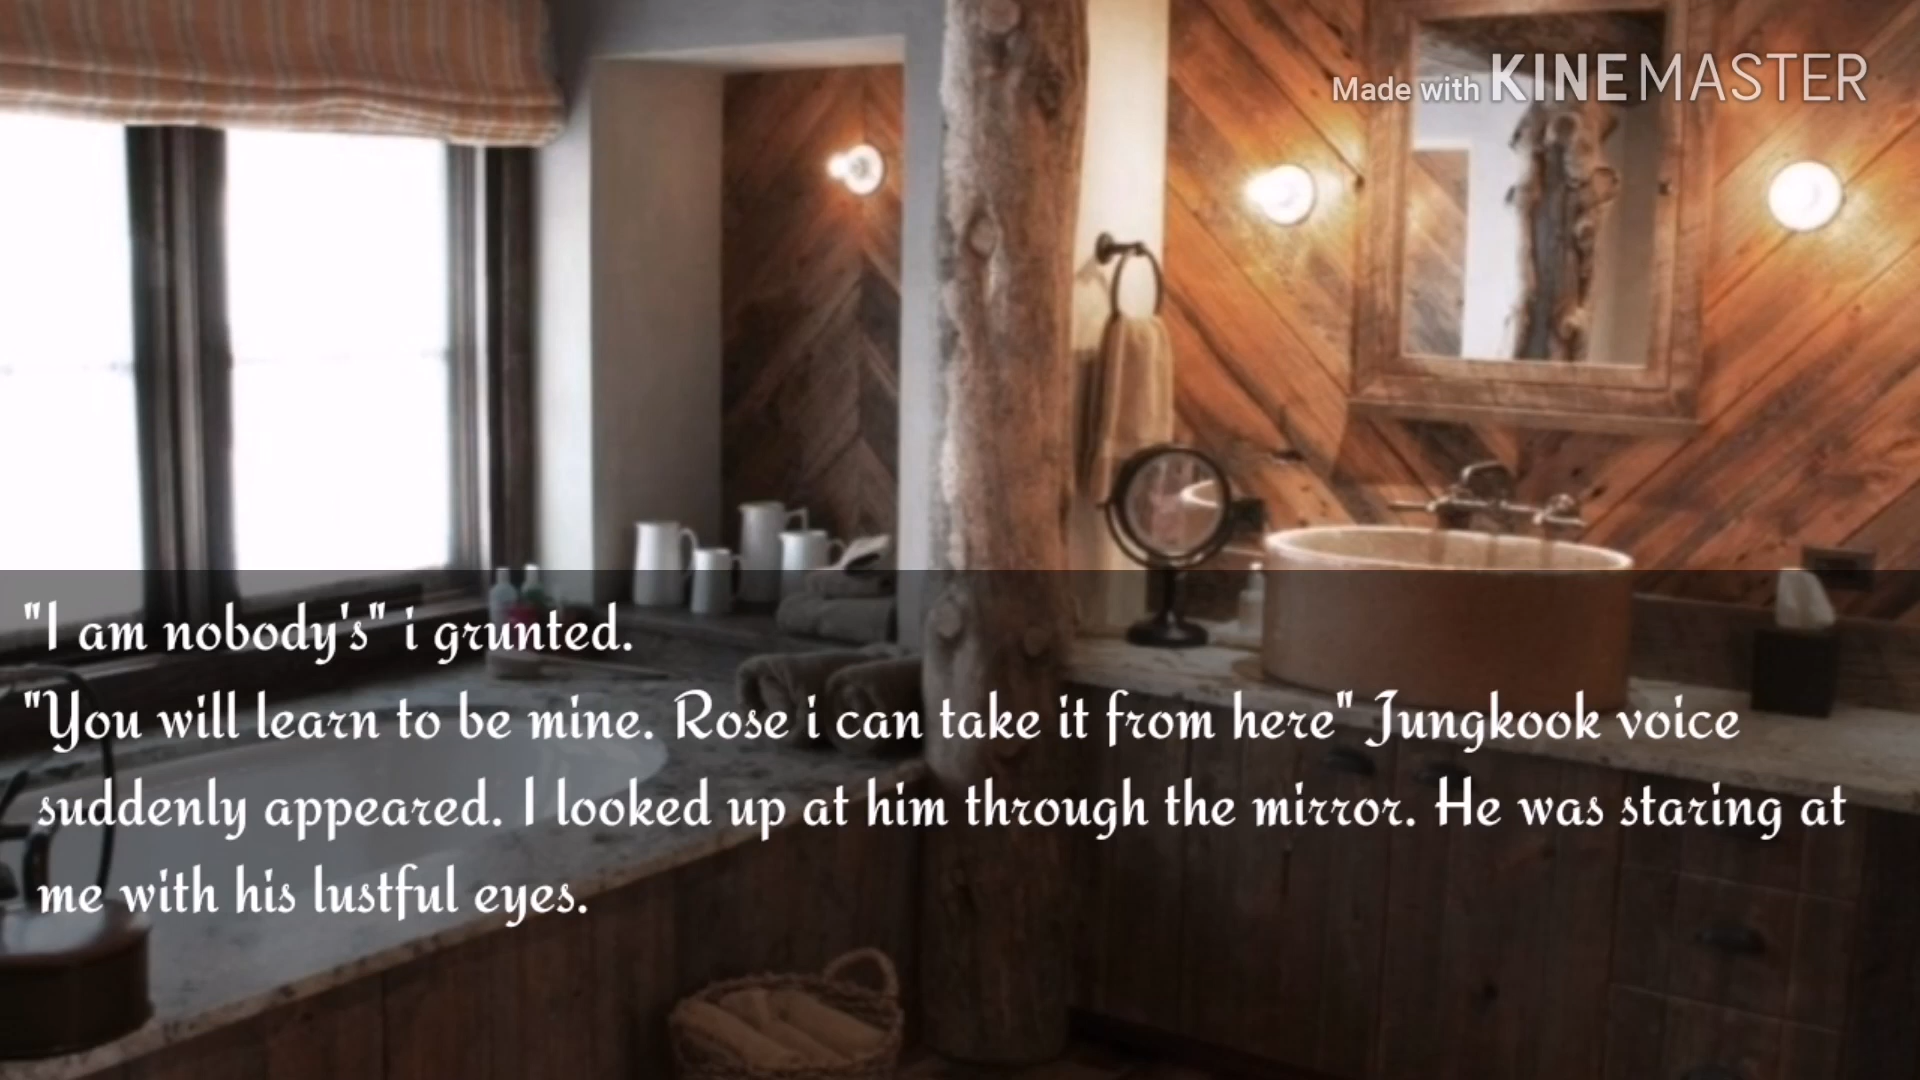 Made with KINEMASTER
"I am nobody's" i grunted.
"You will learn to be mine. Rose i can take it from here" Jungkook voice
suddenly appeared. I looked up at him through the mirror. He was staring at
me with his lustful eyes.